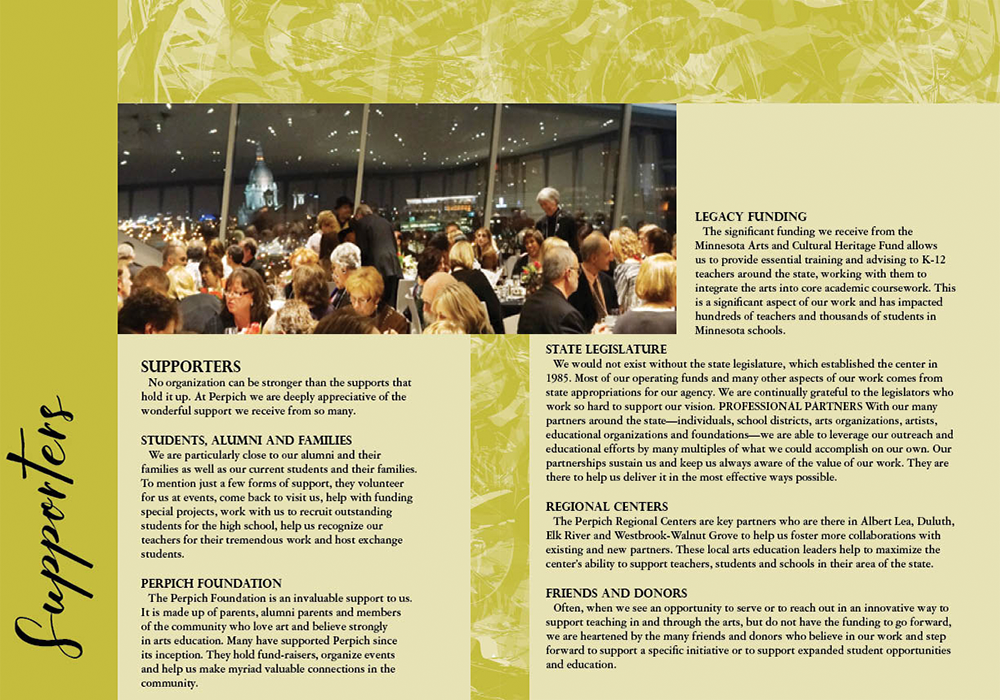 Supporters
SUPPORTERS
No organization can be stronger than the supports that
hold it up. At Perpich we are deeply appreciative of the
wonderful support we receive from so many.
STUDENTS, ALUMNI AND FAMILIES
We are particularly close to our alumni and their
families as well as our current students and their families.
To mention just a few forms of support, they volunteer
for us at events, come back to visit us, help with funding
special projects, work with us to recruit outstanding
students for the high school, help us recognize our
teachers for their tremendous work and host exchange
students.
PERPICH FOUNDATION
The Perpich Foundation is an invaluable support to us.
It is made up of parents, alumni parents and members
of the community who love art and believe strongly
in arts education. Many have supported Perpich since
its inception. They hold fund-raisers, organize events
and help us make myriad valuable connections in the
community.
LEGACY FUNDING
The significant funding we receive from the
Minnesota Arts and Cultural Heritage Fund allows
us to provide essential training and advising to K-12
teachers around the state, working with them to
integrate the arts into core academic coursework. This
is a significant aspect of our work and has impacted
hundreds of teachers and thousands of students in
Minnesota schools.
STATE LEGISLATURE
We would not exist without the state legislature, which established the center in
1985. Most of our operating funds and many other aspects of our work comes from
state appropriations for our agency. We are continually grateful to the legislators who
work so hard to support our vision. PROFESSIONAL PARTNERS With our many
partners around the state—individuals, school districts, arts organizations, artists,
educational organizations and foundations—we are able to leverage our outreach and
educational efforts by many multiples of what we could accomplish on our own. Our
partnerships sustain us and keep us always aware of the value of our work. They are
there to help us deliver it in the most effective ways possible.
REGIONAL CENTERS
The Perpich Regional Centers are key partners who are there in Albert Lea, Duluth,
Elk River and Westbrook-Walnut Grove to help us foster more collaborations with
existing and new partners. These local arts education leaders help to maximize the
center's ability to support teachers, students and schools in their area of the state.
FRIENDS AND DONORS
Often, when we see an opportunity to serve or to reach out in an innovative way to
support teaching in and through the arts, but do not have the funding to go forward,
we are heartened by the many friends and donors who believe in our work and step
forward to support a specific initiative or to support expanded student opportunities
and education.